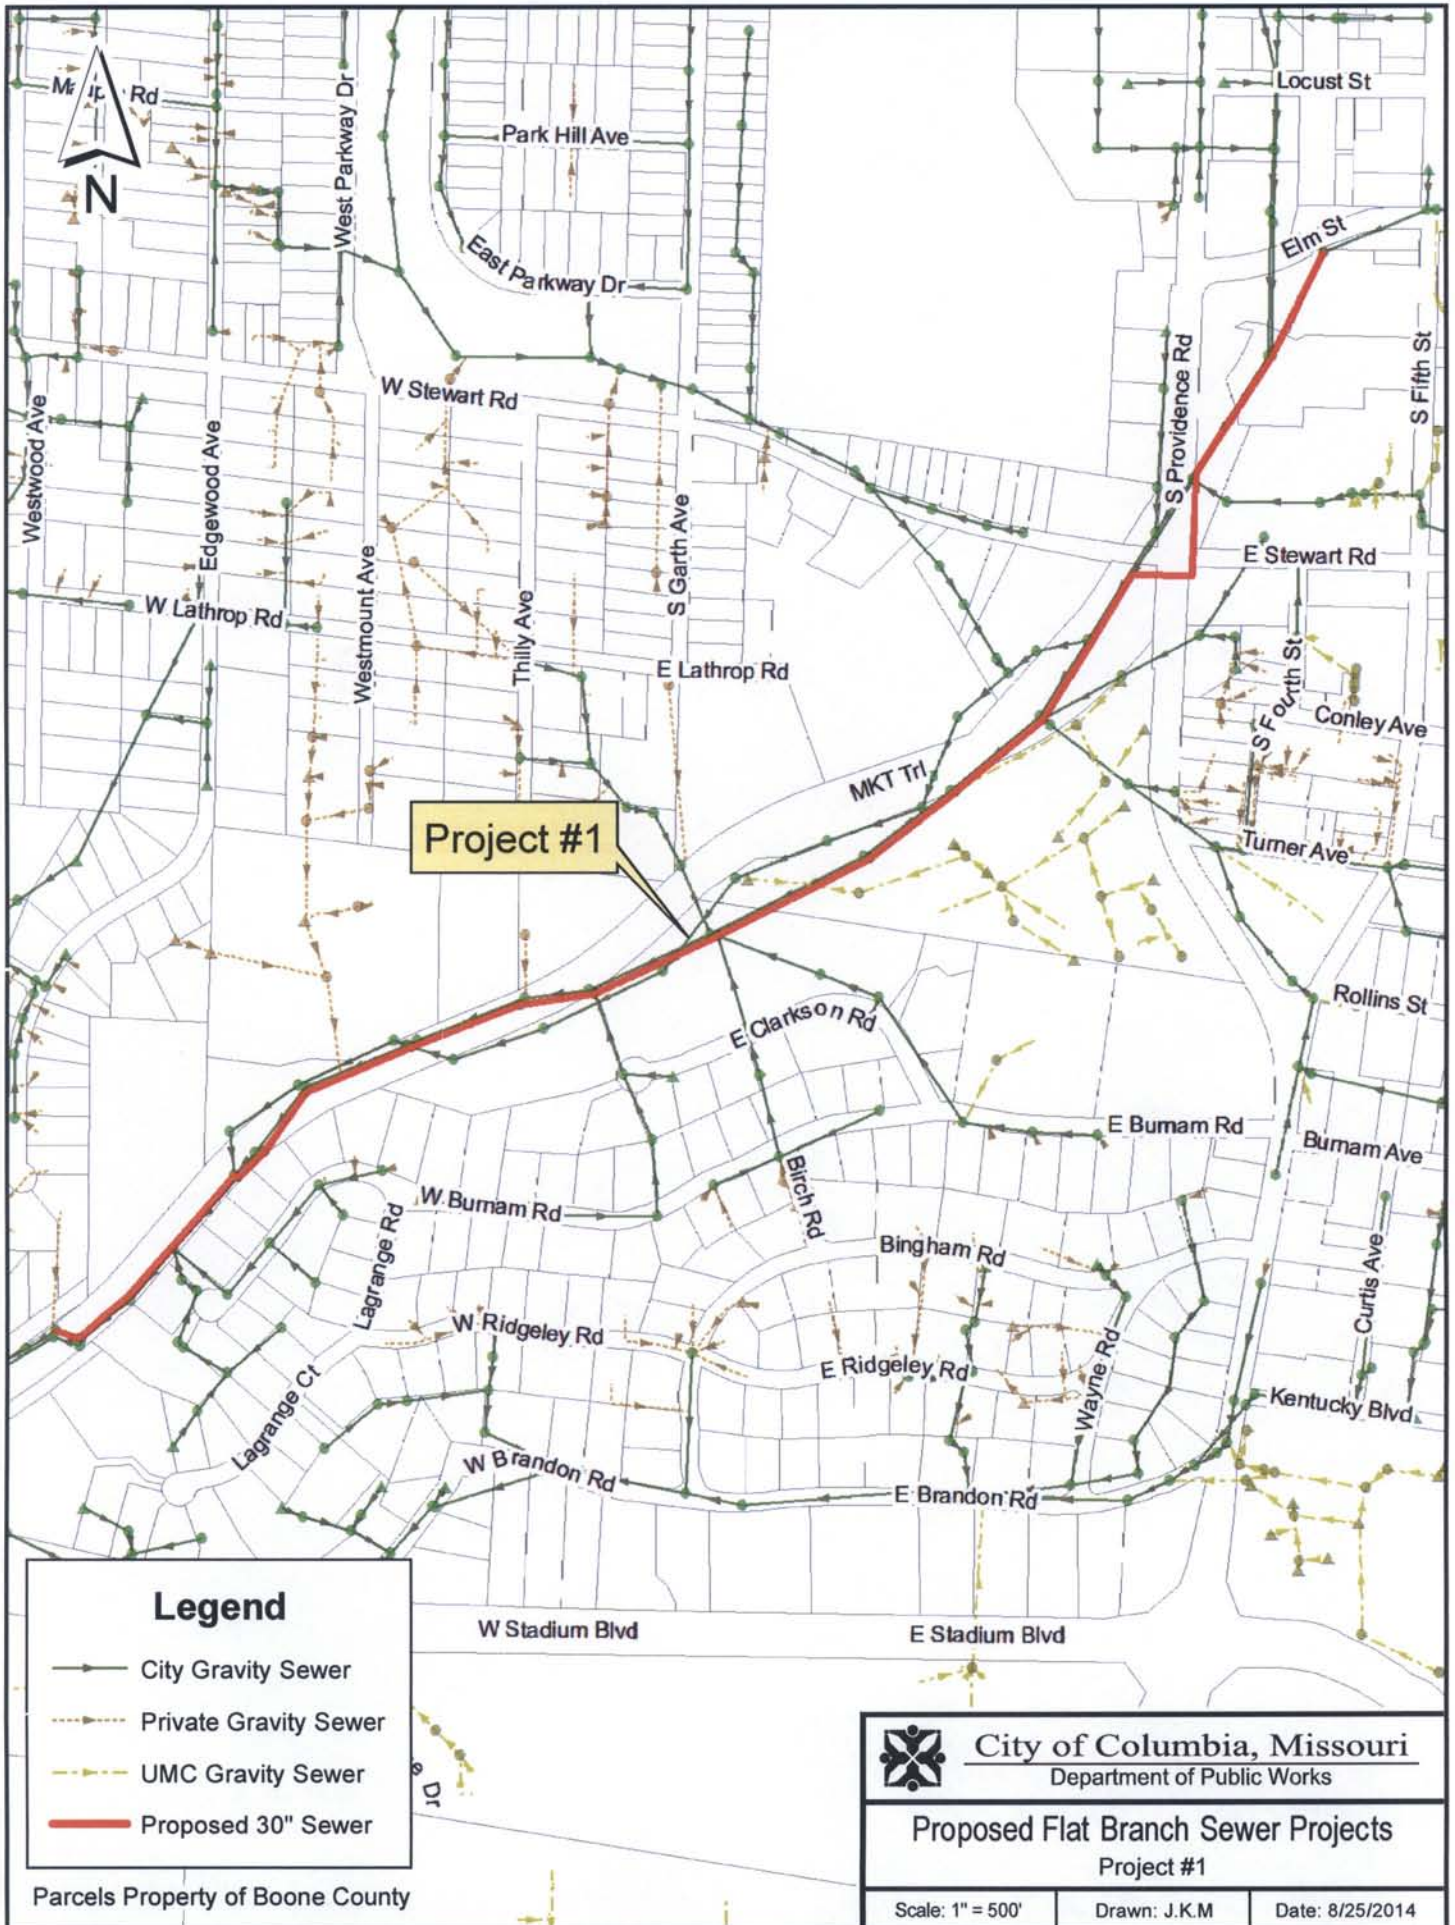 Locust St
Rd
N
West Parkway Dr
Park Hill Ave
East Parkway Dr
Elm St
S Providence Rd
S Fifth St
W Stewart Rd
Westwood Ave
Edgewood Ave
Westmount Ave
Thilly Ave
S Garth Ave
E Stewart Rd
W Lathrop Rd
E Lathrop Rd
S Fourth St
Conley Ave
MKT Trl
Project #1
Turner Ave
Rollins St
E Clarkson Rd
E Burnam Rd
Burnam Ave
W Burnam Rd
Birch Rd
Lagrange Rd
Bingham Rd
Curtis Ave
W Ridgeley Rd
E Ridgeley Rd
Wayne Rd
Lagrange Ct
Kentucky Blvd
W Brandon Rd
E Brandon Rd
W Stadium Blvd
E Stadium Blvd
Legend
City Gravity Sewer
Private Gravity Sewer
UMC Gravity Sewer
Proposed 30" Sewer
e Dr
Parcels Property of Boone County
City of Columbia, Missouri
Department of Public Works
Proposed Flat Branch Sewer Projects
Project #1
Scale: 1" = 500'
Drawn: J.K.M
Date: 8/25/2014